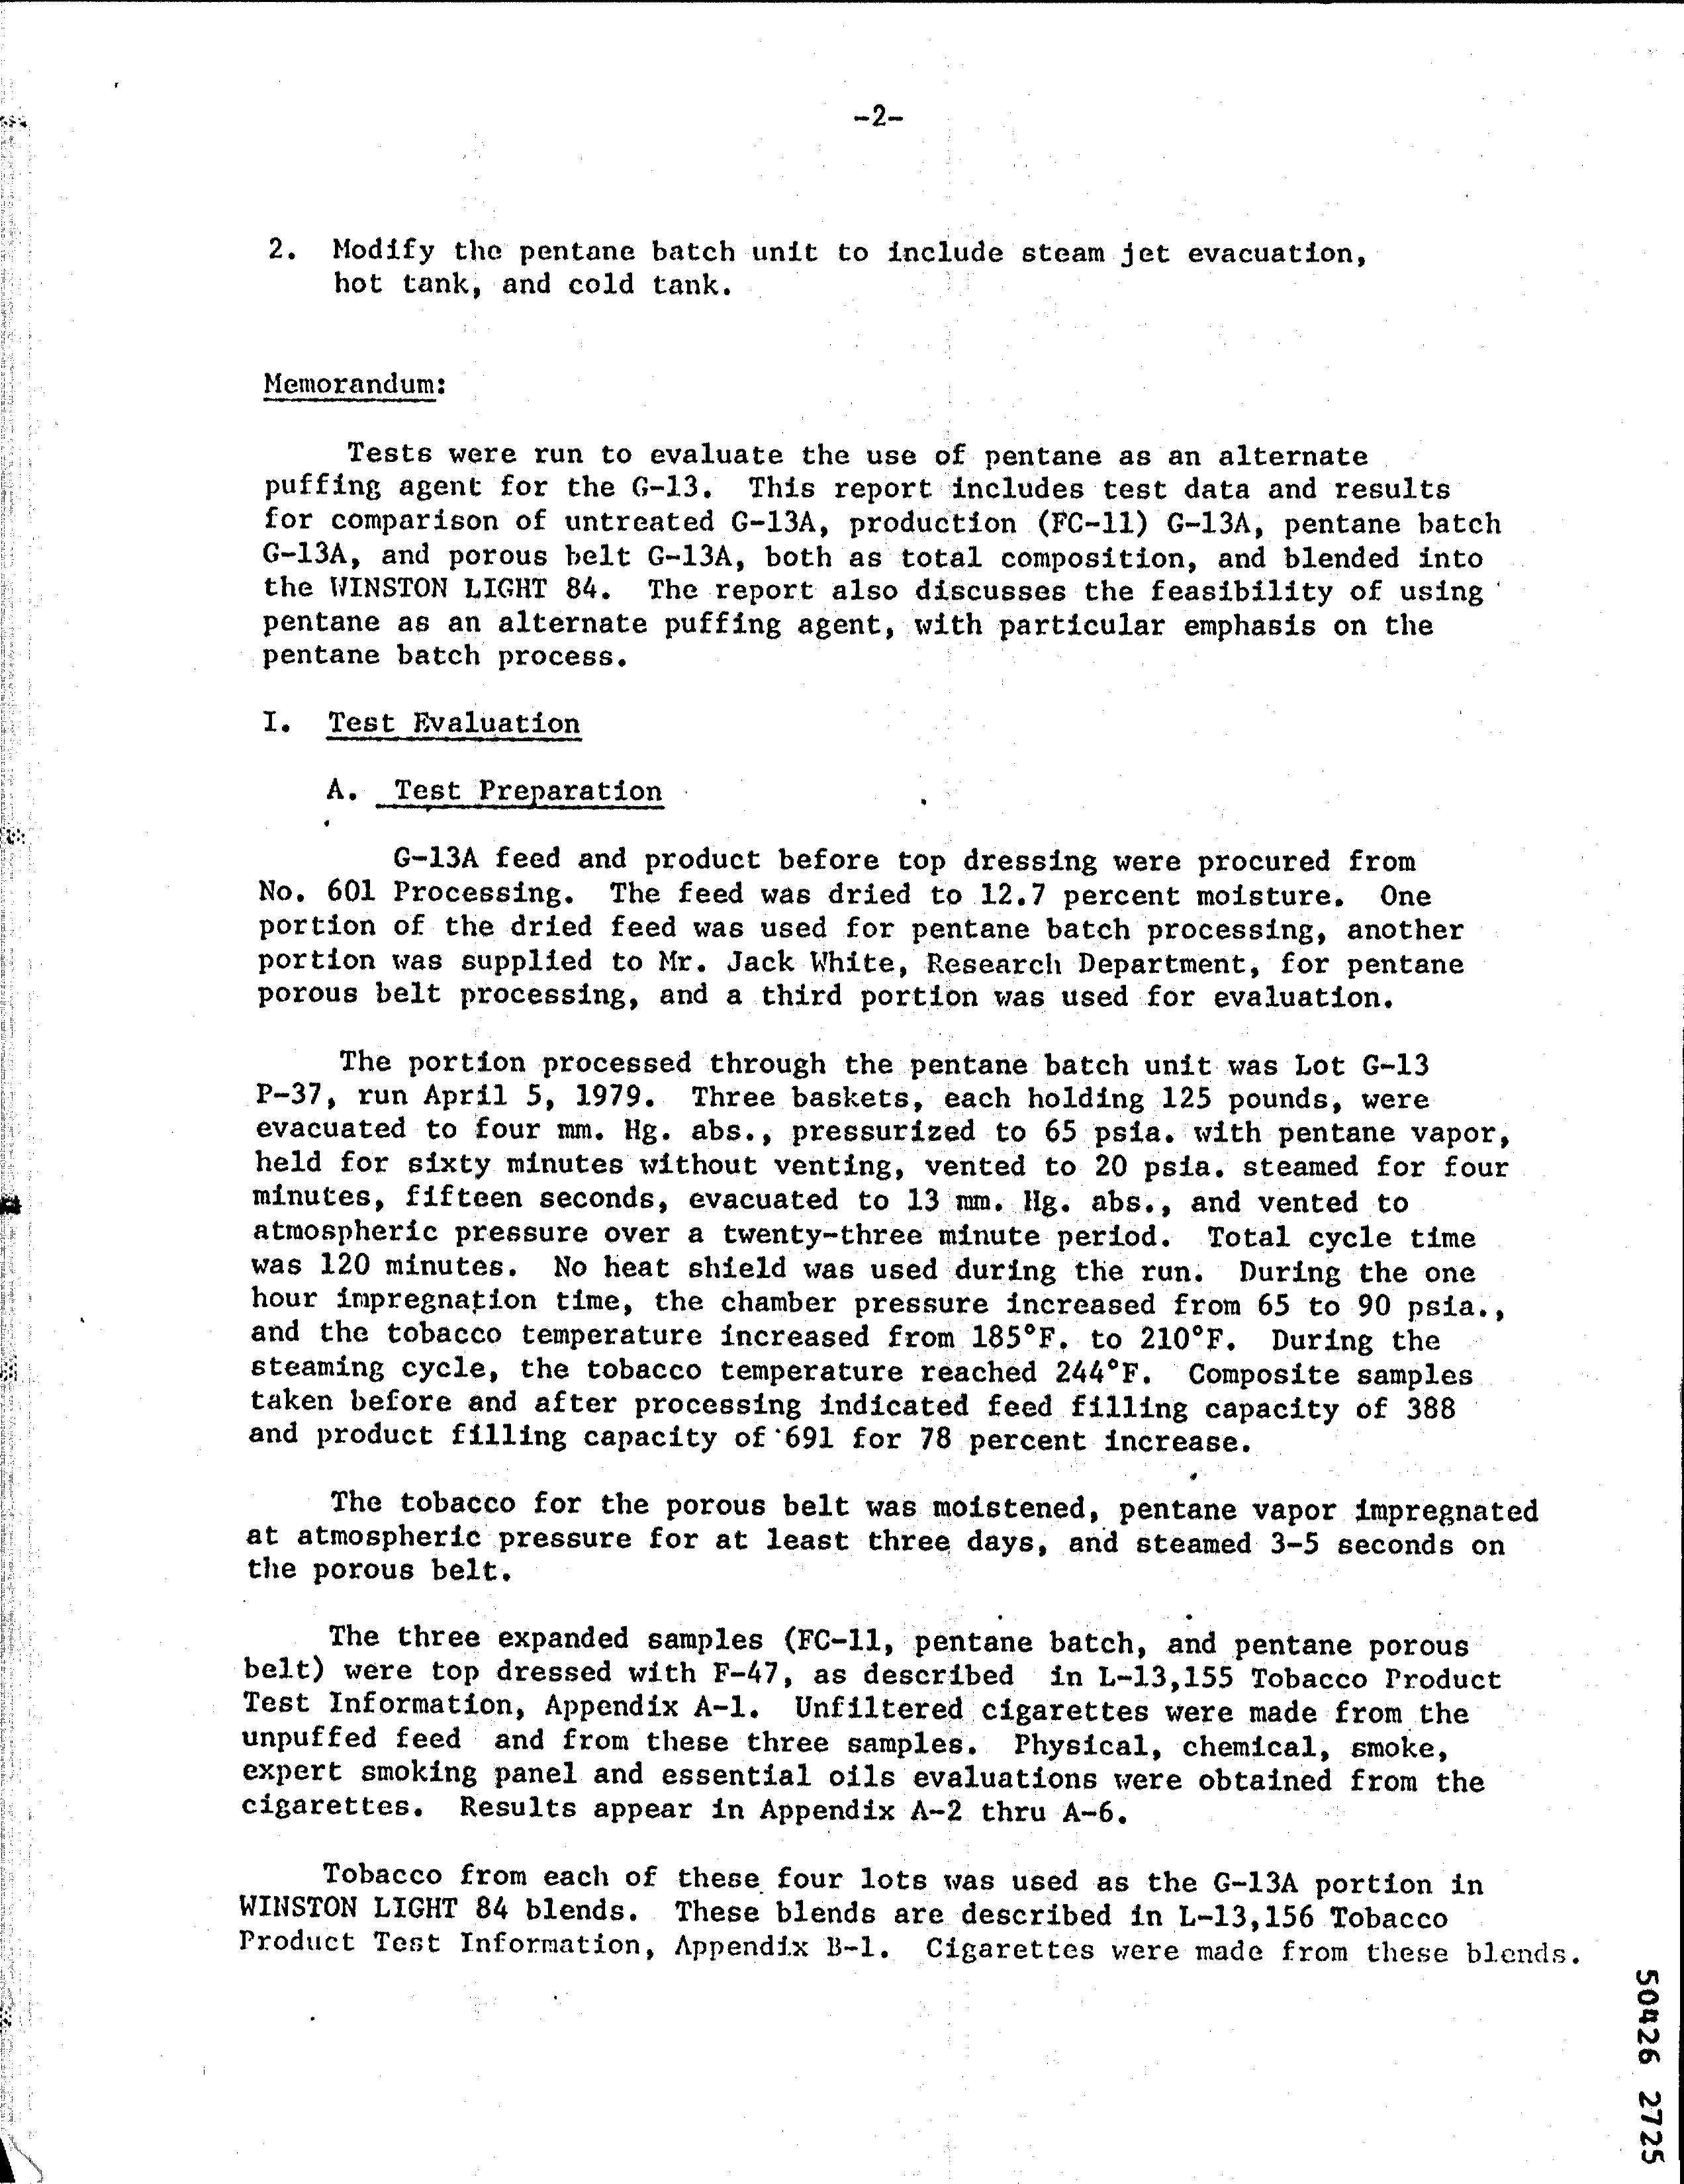 -2-
2. Modify the pentane batch unit to include steam jet evacuation,
hot tank, and cold tank.
Memorandum:
Tests were run to evaluate the use of pentane as an alternate
puffing agent for the G-13. This report includes test data and results
for comparison of untreated G-13A, production (FC-11) G-13A, pentane batch
G-13A, and porous belt G-13A, both as total composition, and blended into
the WINSTON LIGHT 84. The report also discusses the feasibility of using
pentane as an alternate puffing agent, with particular emphasis on the
pentane batch process.
I. Test Evaluation
A. Test Preparation
G-13A feed and product before top dressing were procured from
No. 601 Processing. The feed was dried to 12.7 percent moisture. One
portion of the dried feed was used for pentane batch processing, another
portion was supplied to Mr. Jack White, Research Department, for pentane
porous belt processing, and a third portion was used for evaluation.
The portion processed through the pentane batch unit was Lot G-13
P-37, run April 5, 1979. Three baskets, each holding 125 pounds, were
evacuated to four mm. Hg. abs., pressurized to 65 psia. with pentane vapor,
held for sixty minutes without venting, vented to 20 psia. steamed for four
minutes, fifteen seconds, evacuated to 13 mm. Hg. abs., and vented to
atmospheric pressure over a twenty-three minute period. Total cycle time
was 120 minutes. No heat shield was used during the run. During the one
hour impregnation time, the chamber pressure increased from 65 to 90 psia.,
and the tobacco temperature increased from 185°F. to 210°F. During the
steaming cycle, the tobacco temperature reached 244°F. Composite samples
taken before and after processing indicated feed filling capacity of 388
and product filling capacity of 691 for 78 percent increase.
The tobacco for the porous belt was moistened, pentane vapor impregnated
at atmospheric pressure for at least three days, and steamed 3-5 seconds on
the porous belt.
The three expanded samples (FC-11, pentane batch, and pentane porous
belt) were top dressed with F-47, as described in L-13,155 Tobacco Product
Test Information, Appendix A-1. Unfiltered cigarettes were made from the
unpuffed feed and from these three samples. Physical, chemical, smoke,
expert smoking panel and essential oils evaluations were obtained from the
cigarettes. Results appear in Appendix A-2 thru A-6.
Tobacco from each of these four lots was used as the G-13A portion in
WINSTON LIGHT 84 blends. These blends are described in L-13,156 Tobacco
Product Test Information, Appendix B-1. Cigarettes were made from these blends.
50426 2725